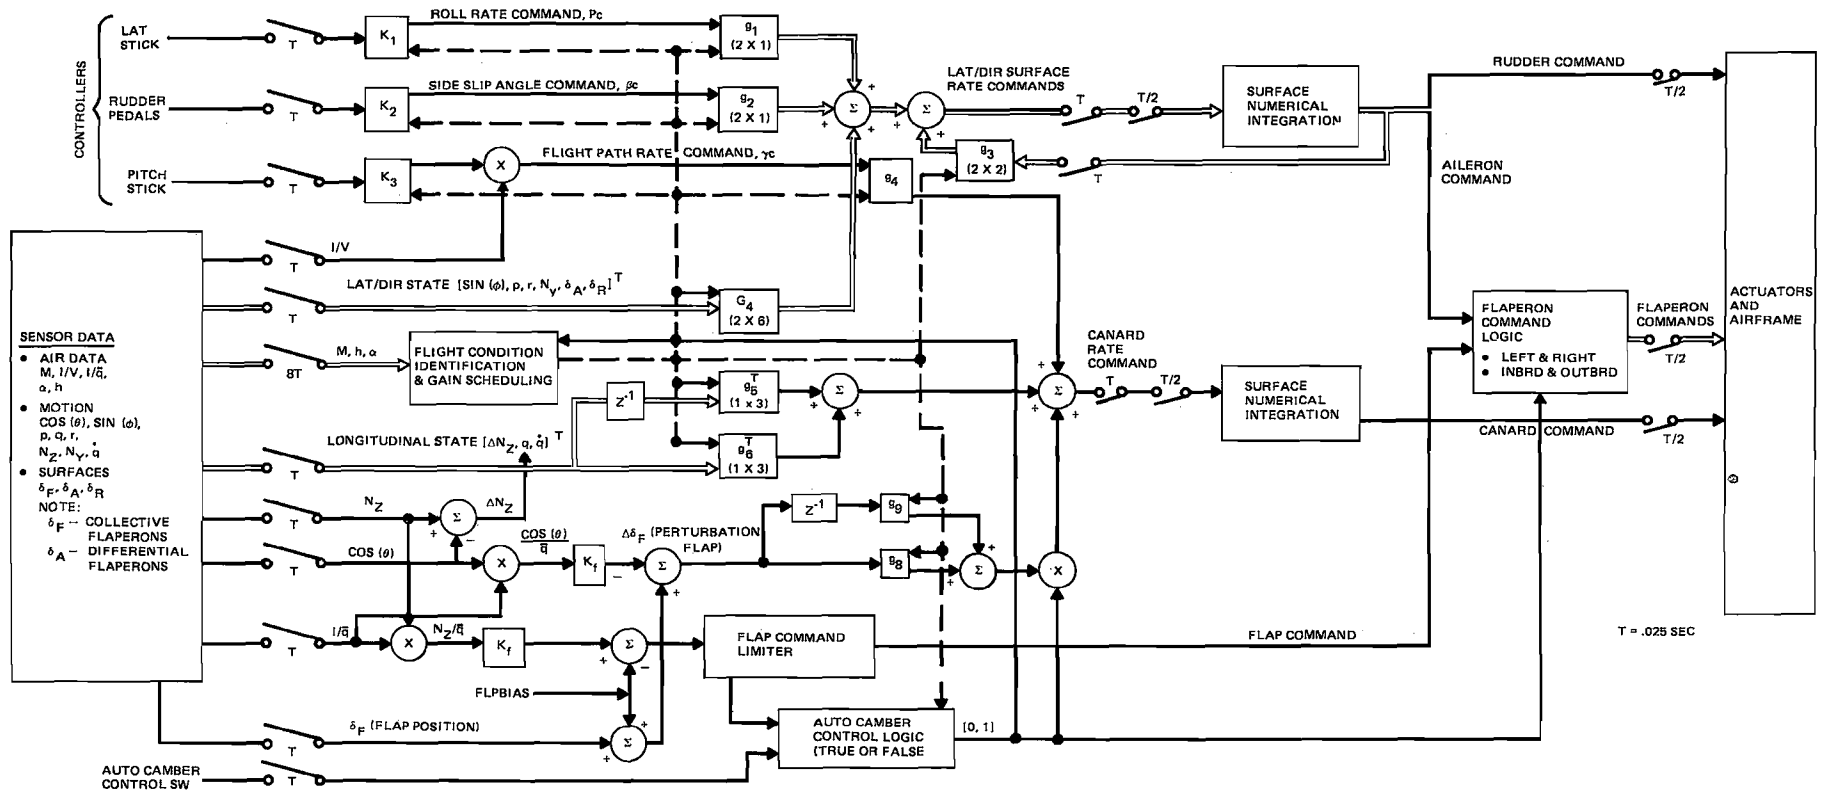 CONTROLLERS
LAT
STICK
T
K1
ROLL RATE COMMAND, Pc
g1
(2 X 1)
RUDDER
PEDALS
T
K2
SIDE SLIP ANGLE COMMAND, βc
g2
(2 X 1)
Σ
+
+
+
Σ
+
+
LAT/DIR SURFACE
RATE COMMANDS
T
T/2
SURFACE
NUMERICAL
INTEGRATION
RUDDER COMMAND
T/2
PITCH
STICK
T
K3
X
FLIGHT PATH RATE COMMAND, γc
g4
g3
(2 X 2)
T
AILERON
COMMAND
I/V
T
LAT/DIR STATE [SIN (ϕ), p, r, Ny, δA, δR]T
T
G4
(2 X 6)
SENSOR DATA
• AIR DATA
M, I/V, I/q̄,
α, h
• MOTION
COS (θ), SIN (ϕ),
p, q, r,
NZ, NY, q̇
• SURFACES
δF, δA, δR
NOTE:
δF – COLLECTIVE
FLAPERONS
δA – DIFFERENTIAL
FLAPERONS
M, h, α
8T
FLIGHT CONDITION
IDENTIFICATION
& GAIN SCHEDULING
Z-1
g5T
(1 x 3)
Σ
+
+
CANARD
RATE
COMMAND
Σ
+
+
+
T
T/2
SURFACE
NUMERICAL
INTEGRATION
FLAPERON
COMMAND
LOGIC
• LEFT & RIGHT
• INBRD & OUTBRD
FLAPERON
COMMANDS
T/2
ACTUATORS
AND
AIRFRAME
LONGITUDINAL STATE [ΔNZ, q, q̇]T
T
g6T
(1 X 3)
CANARD COMMAND
T/2
NZ
T
Σ
+
–
ΔNZ
COS (θ)
T
X
COS (θ)
q̄
Kf
–
Σ
+
ΔδF (PERTURBATION
FLAP)
Z-1
g9
g8
Σ
+
+
X
I/q̄
T
X
NZ/q̄
Kf
Σ
+
–
FLAP COMMAND
LIMITER
FLAP COMMAND
T = .025 SEC
FLPBIAS
δF (FLAP POSITION)
T
Σ
+
+
AUTO CAMBER
CONTROL LOGIC
(TRUE OR FALSE
[0, 1]
AUTO CAMBER
CONTROL SW
T